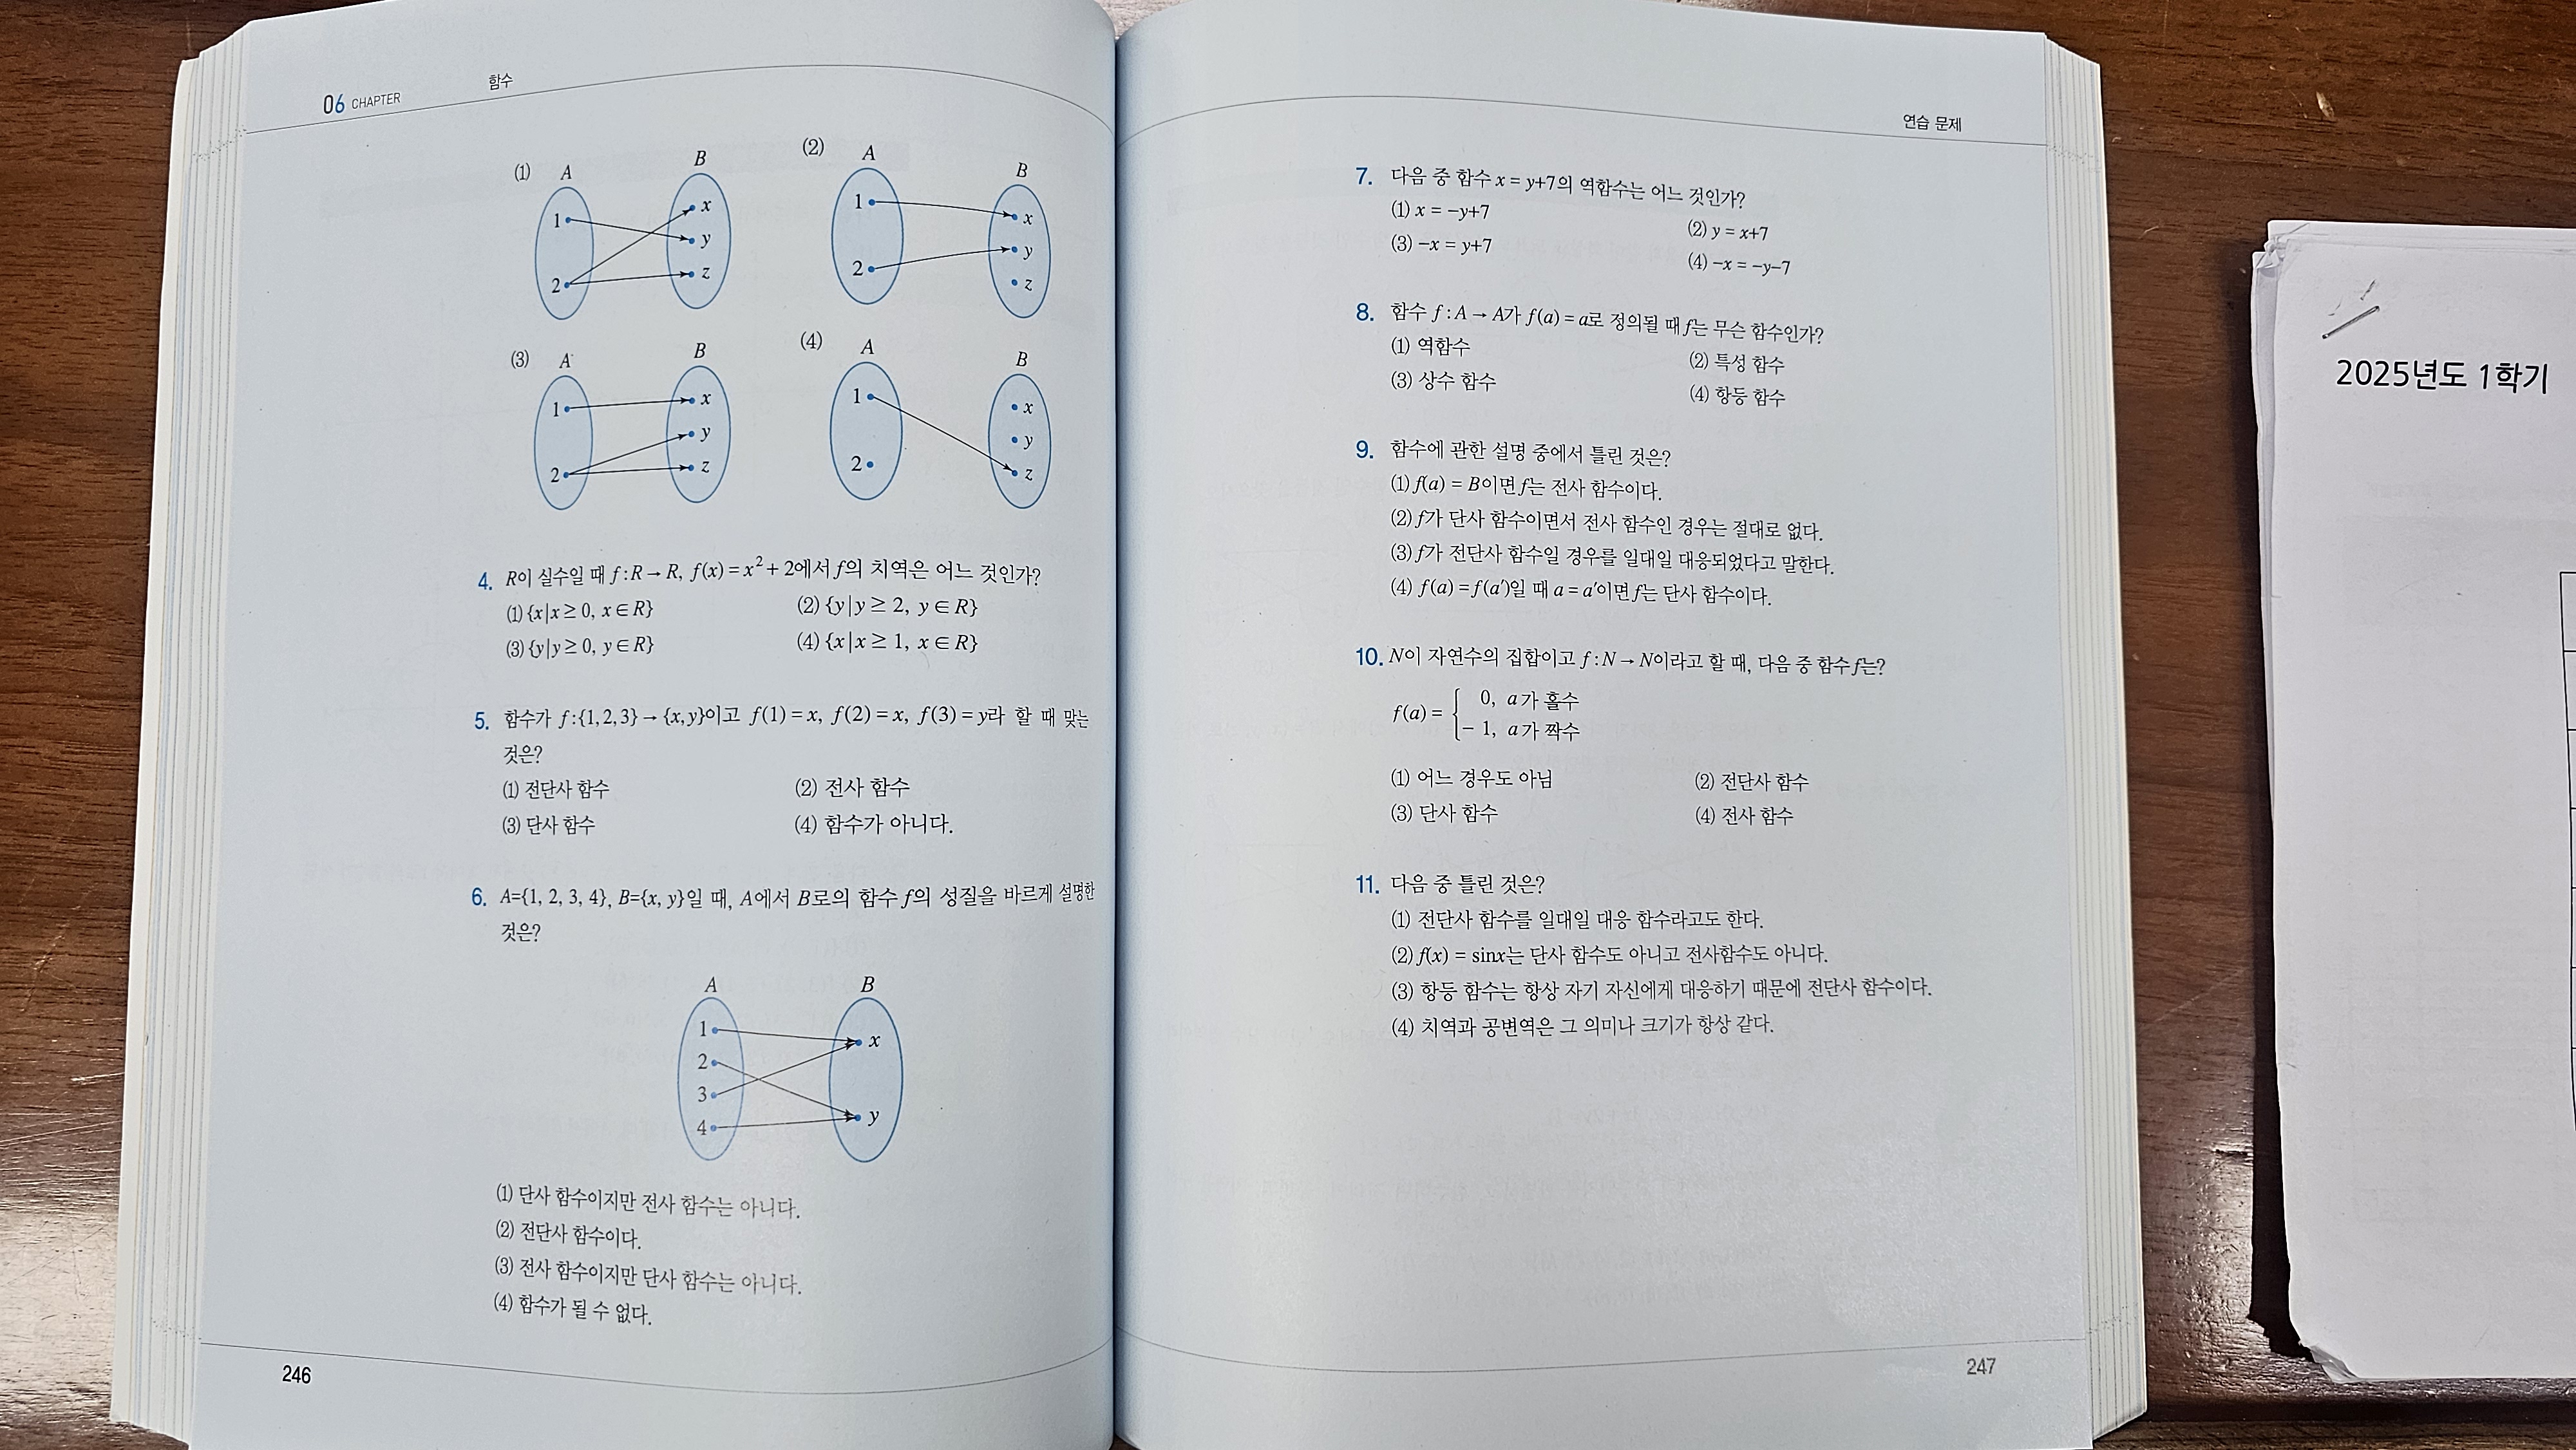 06 CHAPTER 함수
(1) A B
1 2 x y z
(2) A B
1 2 x y z
(3) A B
1 2 x y z
(4) A B
1 2 x y z
4. R이 실수일 때 f : R → R, f(x) = x² + 2에서 f의 치역은 어느 것인가?
(1) {x|x ≥ 0, x ∈ R} (2) {y|y ≥ 2, y ∈ R}
(3) {y|y ≥ 0, y ∈ R} (4) {x|x ≥ 1, x ∈ R}
5. 함수가 f : {1, 2, 3} → {x, y}이고 f(1) = x, f(2) = x, f(3) = y라 할 때 맞는
것은?
(1) 전단사 함수 (2) 전사 함수
(3) 단사 함수 (4) 함수가 아니다.
6. A={1, 2, 3, 4}, B={x, y}일 때, A에서 B로의 함수 f의 성질을 바르게 설명한
것은?
A B
1 2 3 4 x y
(1) 단사 함수이지만 전사 함수는 아니다.
(2) 전단사 함수이다.
(3) 전사 함수이지만 단사 함수는 아니다.
(4) 함수가 될 수 없다.
246
연습 문제
7. 다음 중 함수 x = y+7의 역함수는 어느 것인가?
(1) x = −y+7 (2) y = x+7
(3) −x = y+7 (4) −x = −y−7
8. 함수 f : A → A가 f(a) = a로 정의될 때 f는 무슨 함수인가?
(1) 역함수 (2) 특성 함수
(3) 상수 함수 (4) 항등 함수
9. 함수에 관한 설명 중에서 틀린 것은?
(1) f(a) = B이면 f는 전사 함수이다.
(2) f가 단사 함수이면서 전사 함수인 경우는 절대로 없다.
(3) f가 전단사 함수일 경우를 일대일 대응되었다고 말한다.
(4) f(a) = f(a′)일 때 a = a′이면 f는 단사 함수이다.
10. N이 자연수의 집합이고 f : N → N이라고 할 때, 다음 중 함수 f는?
f(a) = { 0, a가 홀수
− 1, a가 짝수
(1) 어느 경우도 아님 (2) 전단사 함수
(3) 단사 함수 (4) 전사 함수
11. 다음 중 틀린 것은?
(1) 전단사 함수를 일대일 대응 함수라고도 한다.
(2) f(x) = sinx는 단사 함수도 아니고 전사함수도 아니다.
(3) 항등 함수는 항상 자기 자신에게 대응하기 때문에 전단사 함수이다.
(4) 치역과 공변역은 그 의미나 크기가 항상 같다.
247
2025년도 1학기